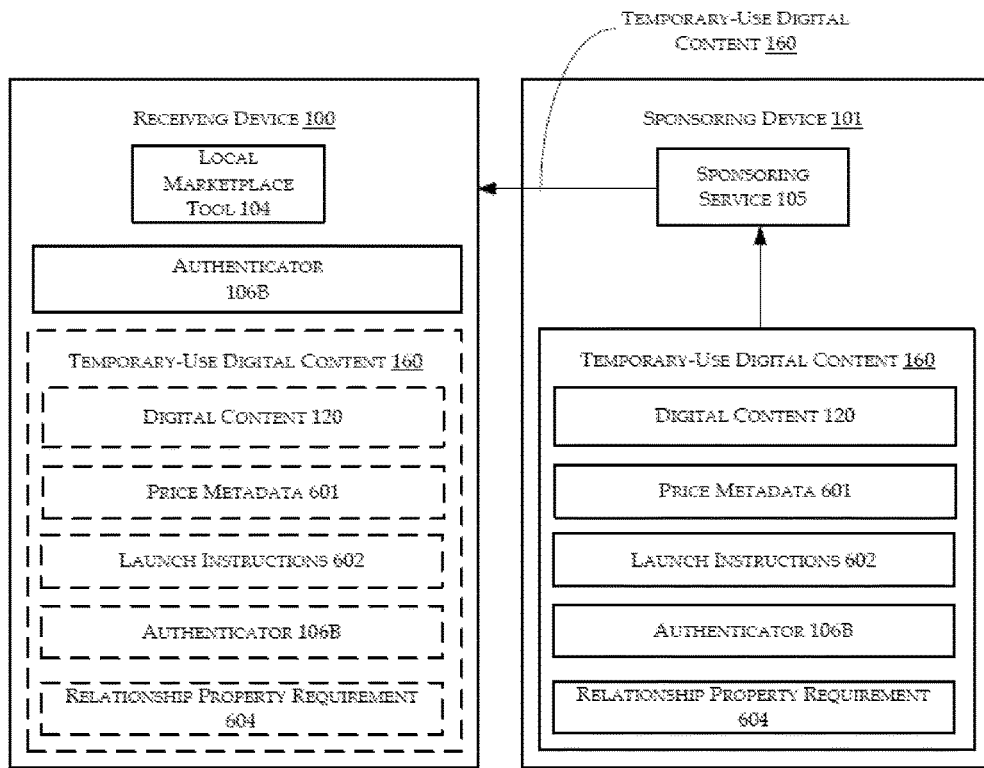 TEMPORARY-USE DIGITAL
CONTENT 160
RECEIVING DEVICE 100
LOCAL
MARKETPLACE
TOOL 104
AUTHENTICATOR
106B
TEMPORARY-USE DIGITAL CONTENT 160
DIGITAL CONTENT 120
PRICE METADATA 601
LAUNCH INSTRUCTIONS 602
AUTHENTICATOR 106B
RELATIONSHIP PROPERTY REQUIREMENT
604
SPONSORING DEVICE 101
SPONSORING
SERVICE 105
TEMPORARY-USE DIGITAL CONTENT 160
DIGITAL CONTENT 120
PRICE METADATA 601
LAUNCH INSTRUCTIONS 602
AUTHENTICATOR 106B
RELATIONSHIP PROPERTY REQUIREMENT
604